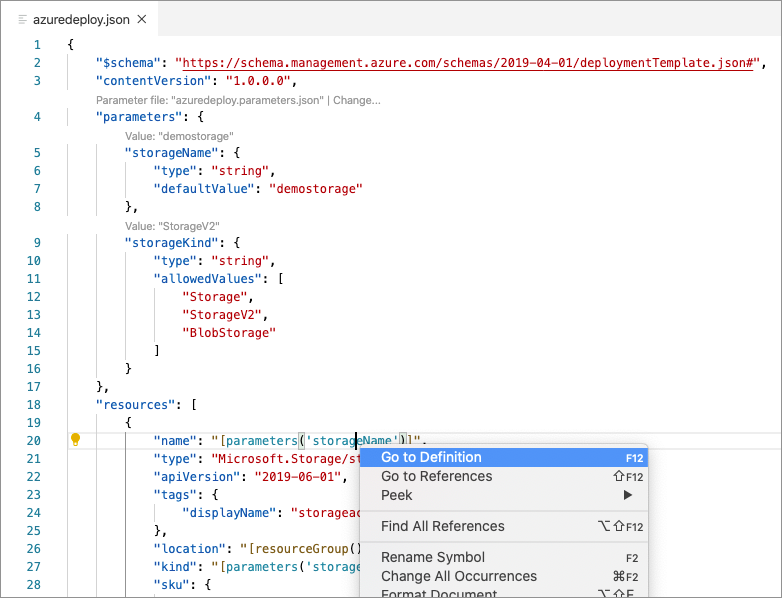 azuredeploy.json
1 {
2 "$schema": "https://schema.management.azure.com/schemas/2019-04-01/deploymentTemplate.json#",
3 "contentVersion": "1.0.0.0",
Parameter file: "azuredeploy.parameters.json" | Change...
4 "parameters": {
Value: "demostorage"
5 "storageName": {
6 "type": "string",
7 "defaultValue": "demostorage"
8 },
Value: "StorageV2"
9 "storageKind": {
10 "type": "string",
11 "allowedValues": [
12 "Storage",
13 "StorageV2",
14 "BlobStorage"
15 ]
16 }
17 },
18 "resources": [
19 {
20 "name": "[parameters('storageName')]",
21 "type": "Microsoft.Storage/st
22 "apiVersion": "2019-06-01",
23 "tags": {
24 "displayName": "storageac
25 },
26 "location": "[resourceGroup()
27 "kind": "[parameters('storage
28 "sku": {
Go to Definition F12
Go to References ⇧F12
Peek ▶
Find All References ⌥⇧F12
Rename Symbol F2
Change All Occurrences ⌘F2
Format Document ⌥⇧F